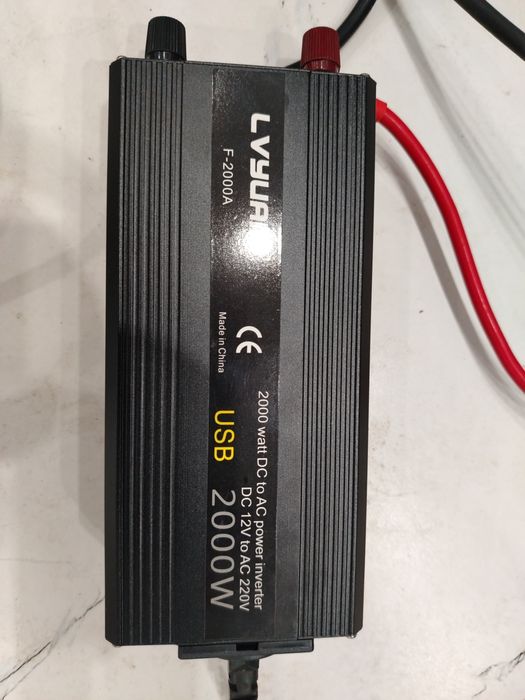 LVYUA
F-2000A
CE
Made in China
2000 watt DC to AC power inverter
DC 12V to AC 220V
USB 2000W